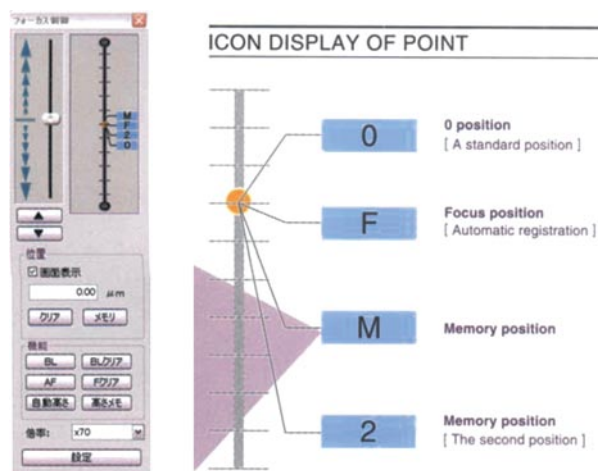 フォーカス制御
M
F
2
0
▲
▼
位置
画面表示
0.00 μm
クリア メモリ
機能
BL BLクリア
AF Fクリア
自動高さ 高さメモ
倍率: x70
設定
ICON DISPLAY OF POINT
0
0 position
[ A standard position ]
F
Focus position
[ Automatic registration ]
M
Memory position
2
Memory position
[ The second position ]